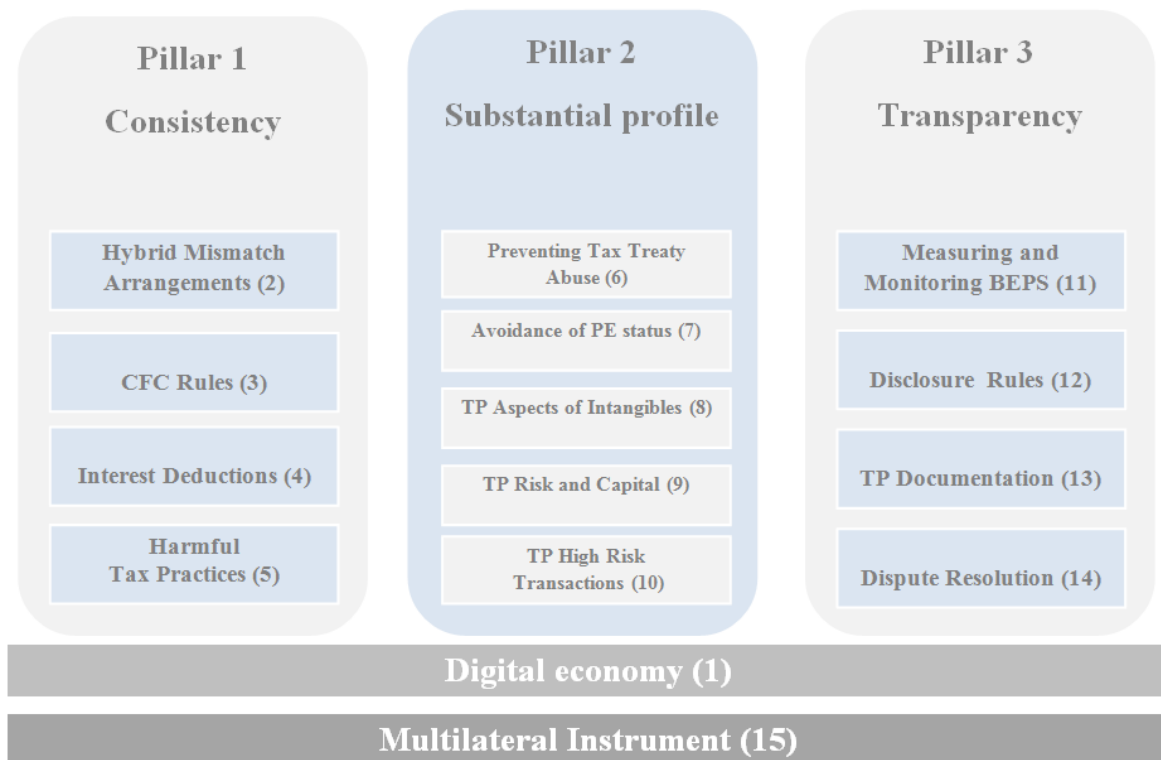 Pillar 1
Consistency
Hybrid Mismatch
Arrangements (2)
CFC Rules (3)
Interest Deductions (4)
Harmful
Tax Practices (5)
Pillar 2
Substantial profile
Preventing Tax Treaty
Abuse (6)
Avoidance of PE status (7)
TP Aspects of Intangibles (8)
TP Risk and Capital (9)
TP High Risk
Transactions (10)
Pillar 3
Transparency
Measuring and
Monitoring BEPS (11)
Disclosure Rules (12)
TP Documentation (13)
Dispute Resolution (14)
Digital economy (1)
Multilateral Instrument (15)